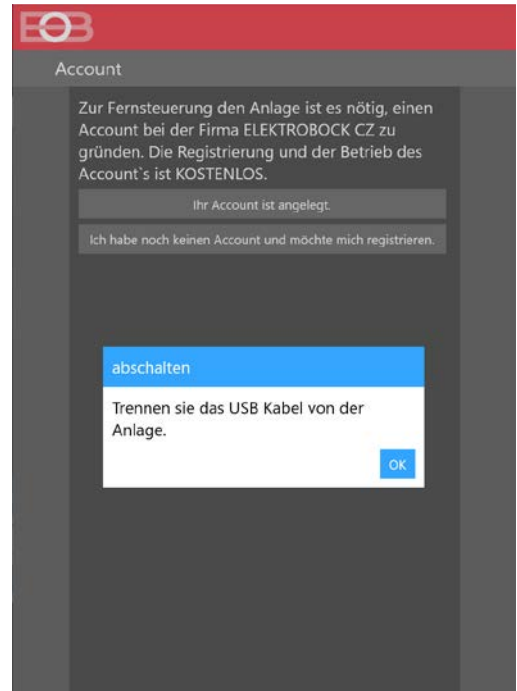 EOB
Account
Zur Fernsteuerung den Anlage ist es nötig, einen
Account bei der Firma ELEKTROBOCK CZ zu
gründen. Die Registrierung und der Betrieb des
Account`s ist KOSTENLOS.
Ihr Account ist angelegt.
Ich habe noch keinen Account und möchte mich registrieren.
abschalten
Trennen sie das USB Kabel von der
Anlage.
OK